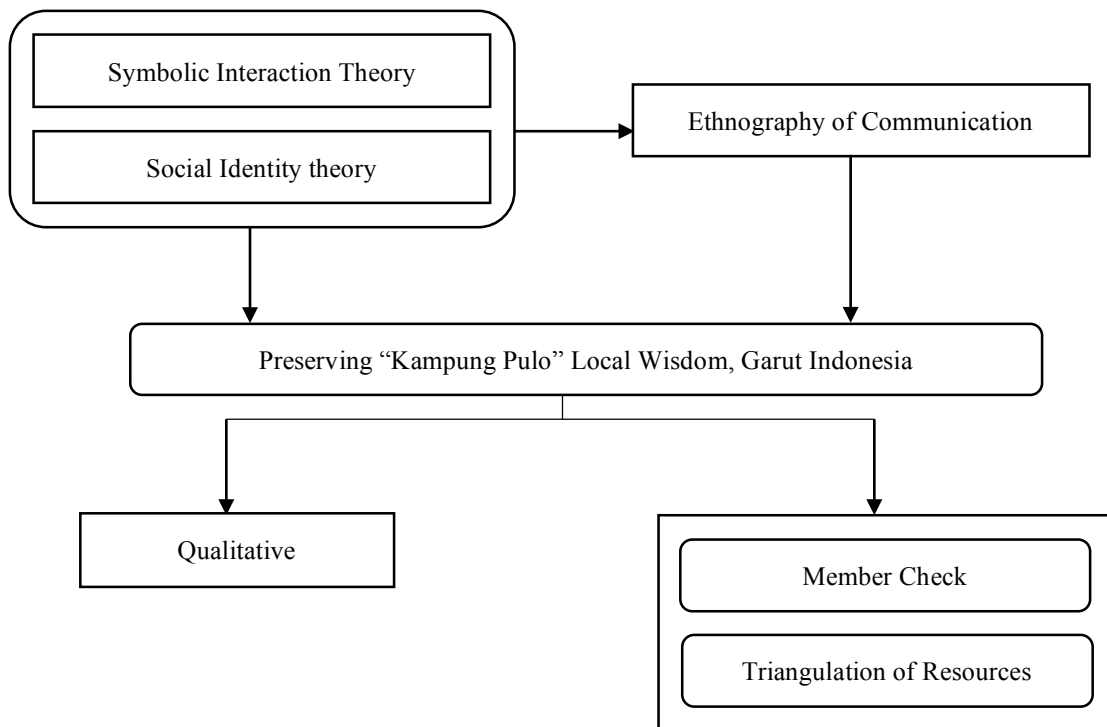 Symbolic Interaction Theory
Ethnography of Communication
Social Identity theory
Preserving “Kampung Pulo” Local Wisdom, Garut Indonesia
Qualitative
Member Check
Triangulation of Resources